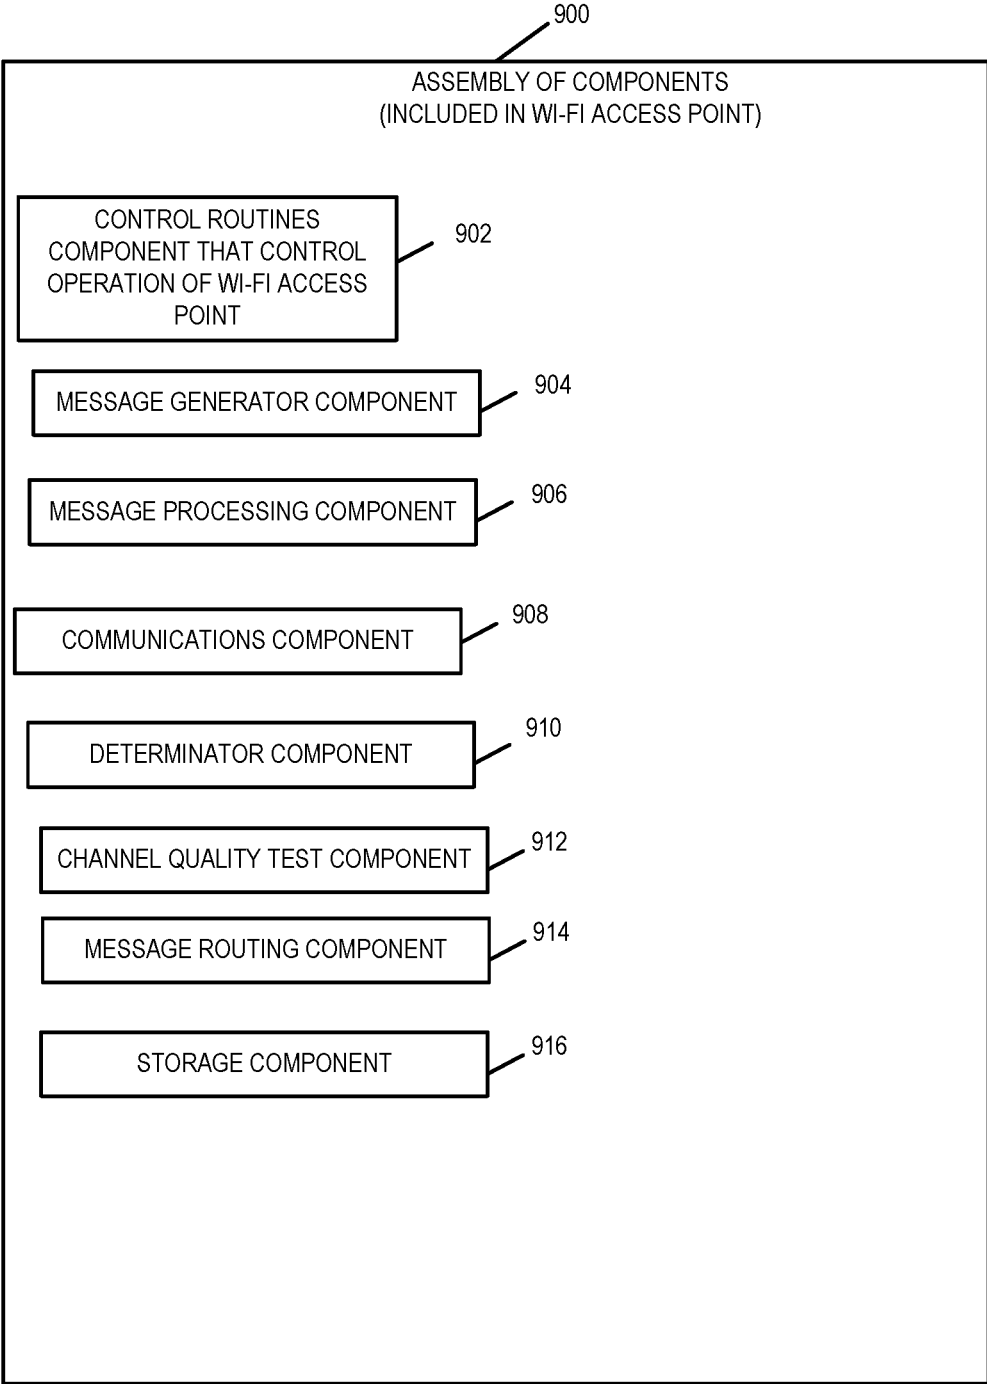 900
ASSEMBLY OF COMPONENTS
(INCLUDED IN WI-FI ACCESS POINT)
CONTROL ROUTINES
COMPONENT THAT CONTROL
OPERATION OF WI-FI ACCESS
POINT
902
MESSAGE GENERATOR COMPONENT
904
MESSAGE PROCESSING COMPONENT
906
COMMUNICATIONS COMPONENT
908
DETERMINATOR COMPONENT
910
CHANNEL QUALITY TEST COMPONENT
912
MESSAGE ROUTING COMPONENT
914
STORAGE COMPONENT
916